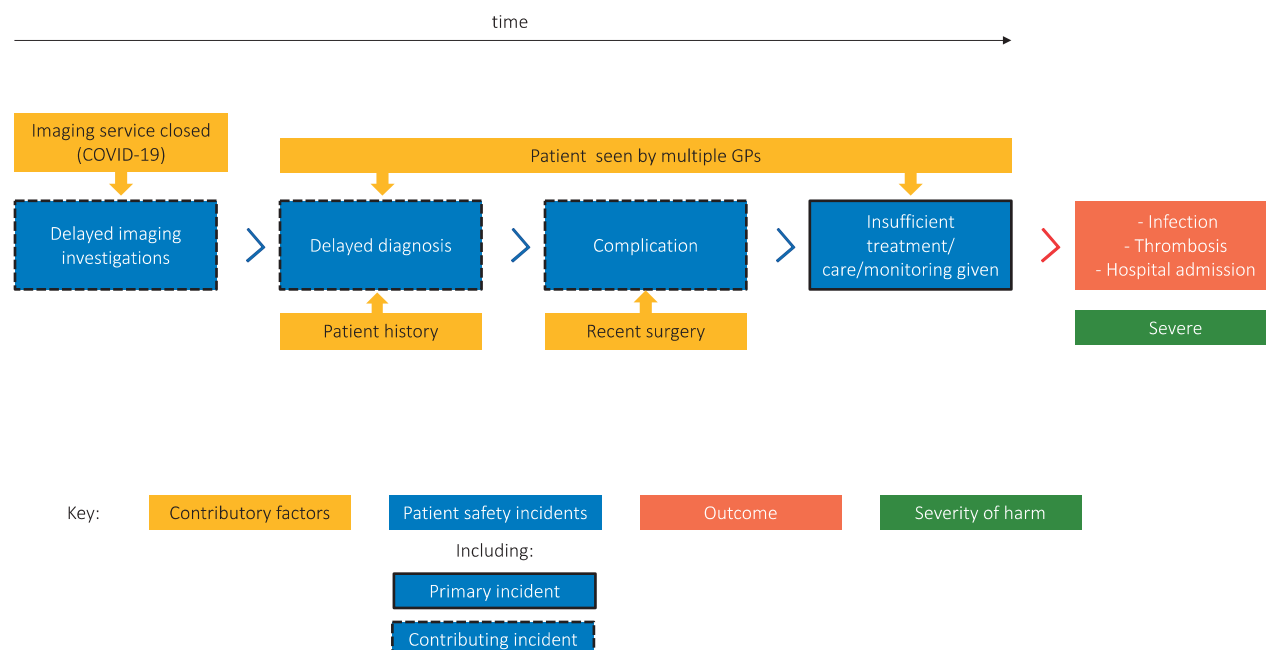 time
Imaging service closed
(COVID-19)
Patient seen by multiple GPs
Delayed imaging
investigations
Delayed diagnosis
Complication
Insufficient
treatment/
care/monitoring given
- Infection
- Thrombosis
- Hospital admission
Patient history
Recent surgery
Severe
Key:
Contributory factors
Patient safety incidents
Outcome
Severity of harm
Including:
Primary incident
Contributing incident